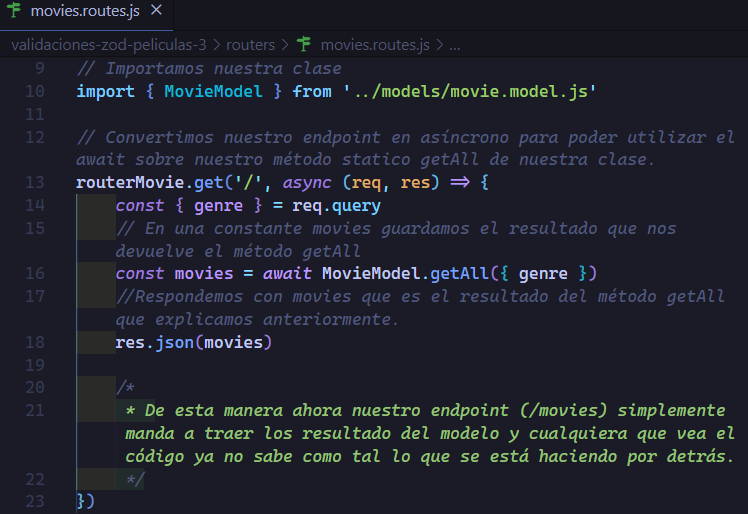 movies.routes.js ×
validaciones-zod-peliculas-3 > routers > movies.routes.js > ...
9 // Importamos nuestra clase
10 import { MovieModel } from '../models/movie.model.js'
11
12 // Convertimos nuestro endpoint en asíncrono para poder utilizar el
await sobre nuestro método statico getAll de nuestra clase.
13 routerMovie.get('/', async (req, res) => {
14 const { genre } = req.query
15 // En una constante movies guardamos el resultado que nos
devuelve el método getAll
16 const movies = await MovieModel.getAll({ genre })
17 //Respondemos con movies que es el resultado del método getAll
que explicamos anteriormente.
18 res.json(movies)
19
20 /*
21 * De esta manera ahora nuestro endpoint (/movies) simplemente
manda a traer los resultado del modelo y cualquiera que vea el
código ya no sabe como tal lo que se está haciendo por detrás.
22 */
23 })